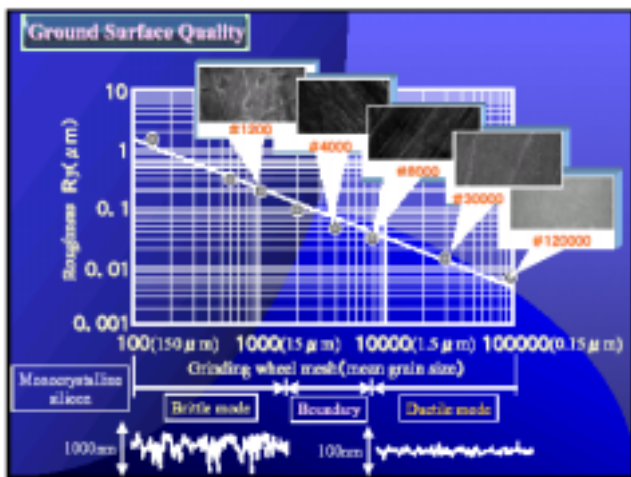 Ground Surface Quality
10
1
0.1
0.01
0.001
Roughness Ry(μm)
#1200
#4000
#8000
#30000
#120000
100(150μm) 1000(15μm) 10000(1.5μm) 100000(0.15μm)
Grinding wheel mesh(mean grain size)
Monocrystalline
silicon
Brittle mode
Boundary
Ductile mode
1000nm
100nm